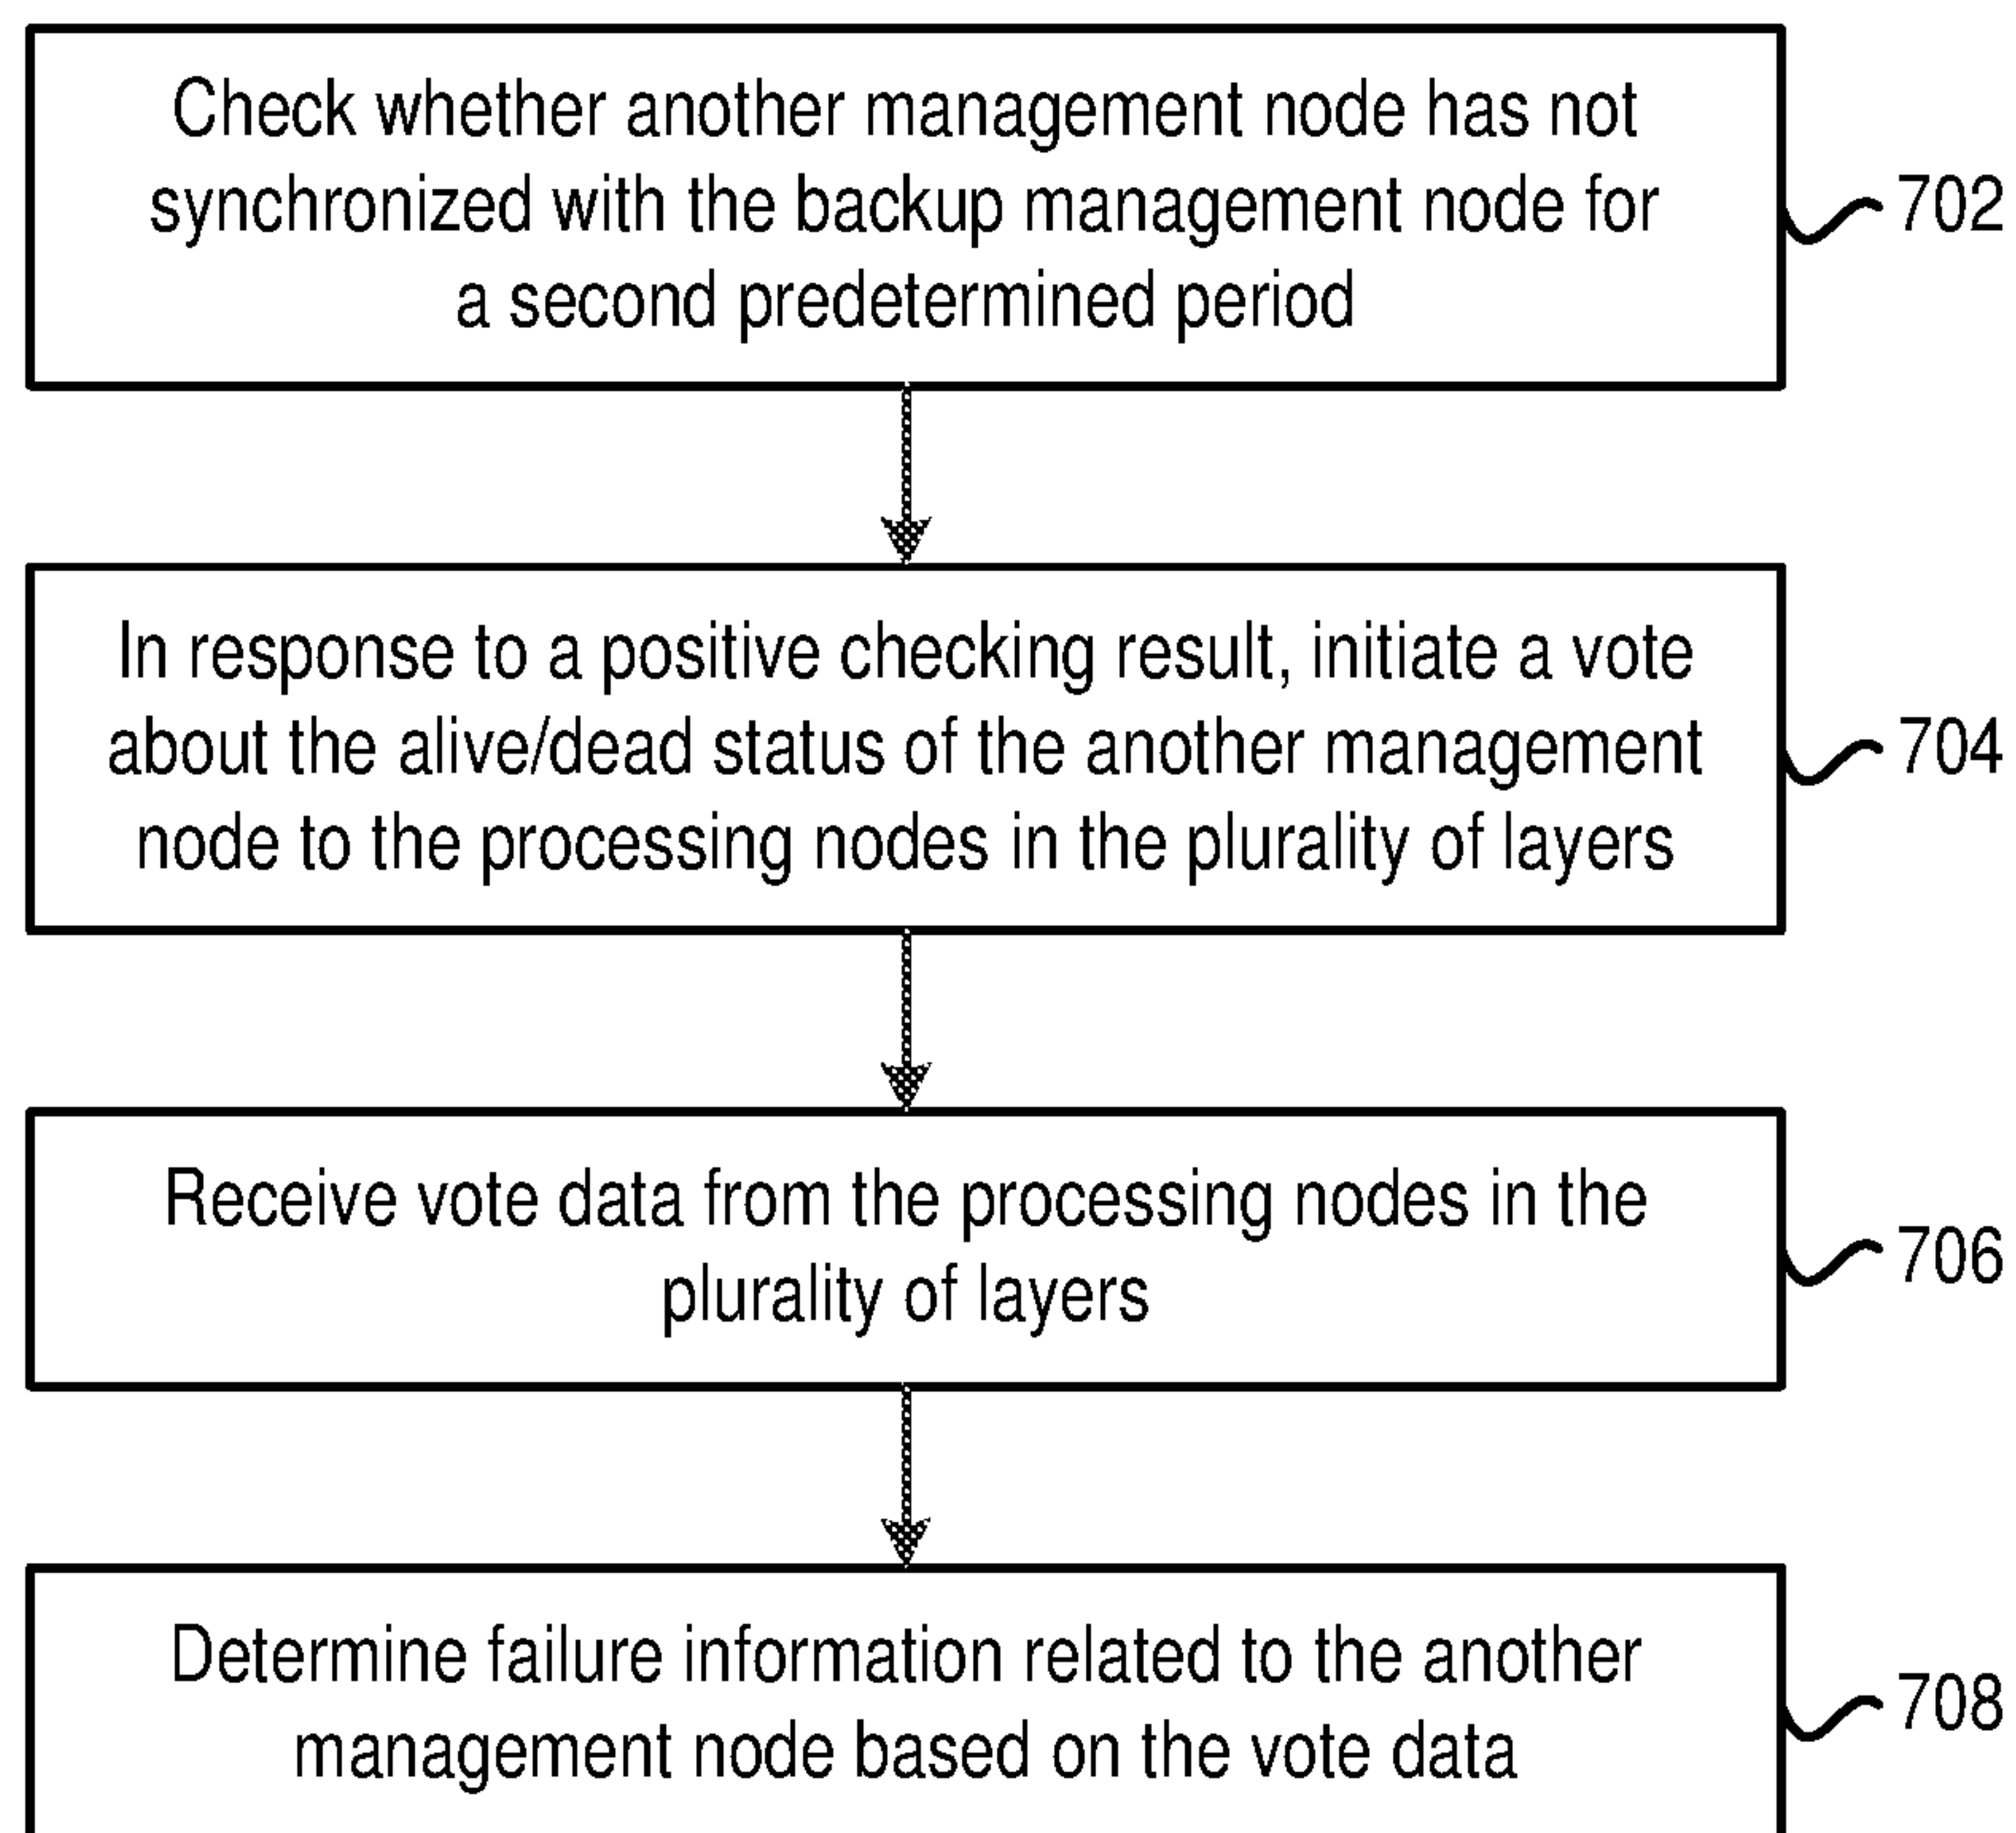 Check whether another management node has not
synchronized with the backup management node for
a second predetermined period
702
In response to a positive checking result, initiate a vote
about the alive/dead status of the another management
node to the processing nodes in the plurality of layers
704
Receive vote data from the processing nodes in the
plurality of layers
706
Determine failure information related to the another
management node based on the vote data
708